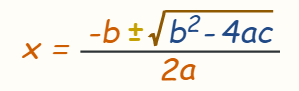 x = -b ± √b² - 4ac
2a